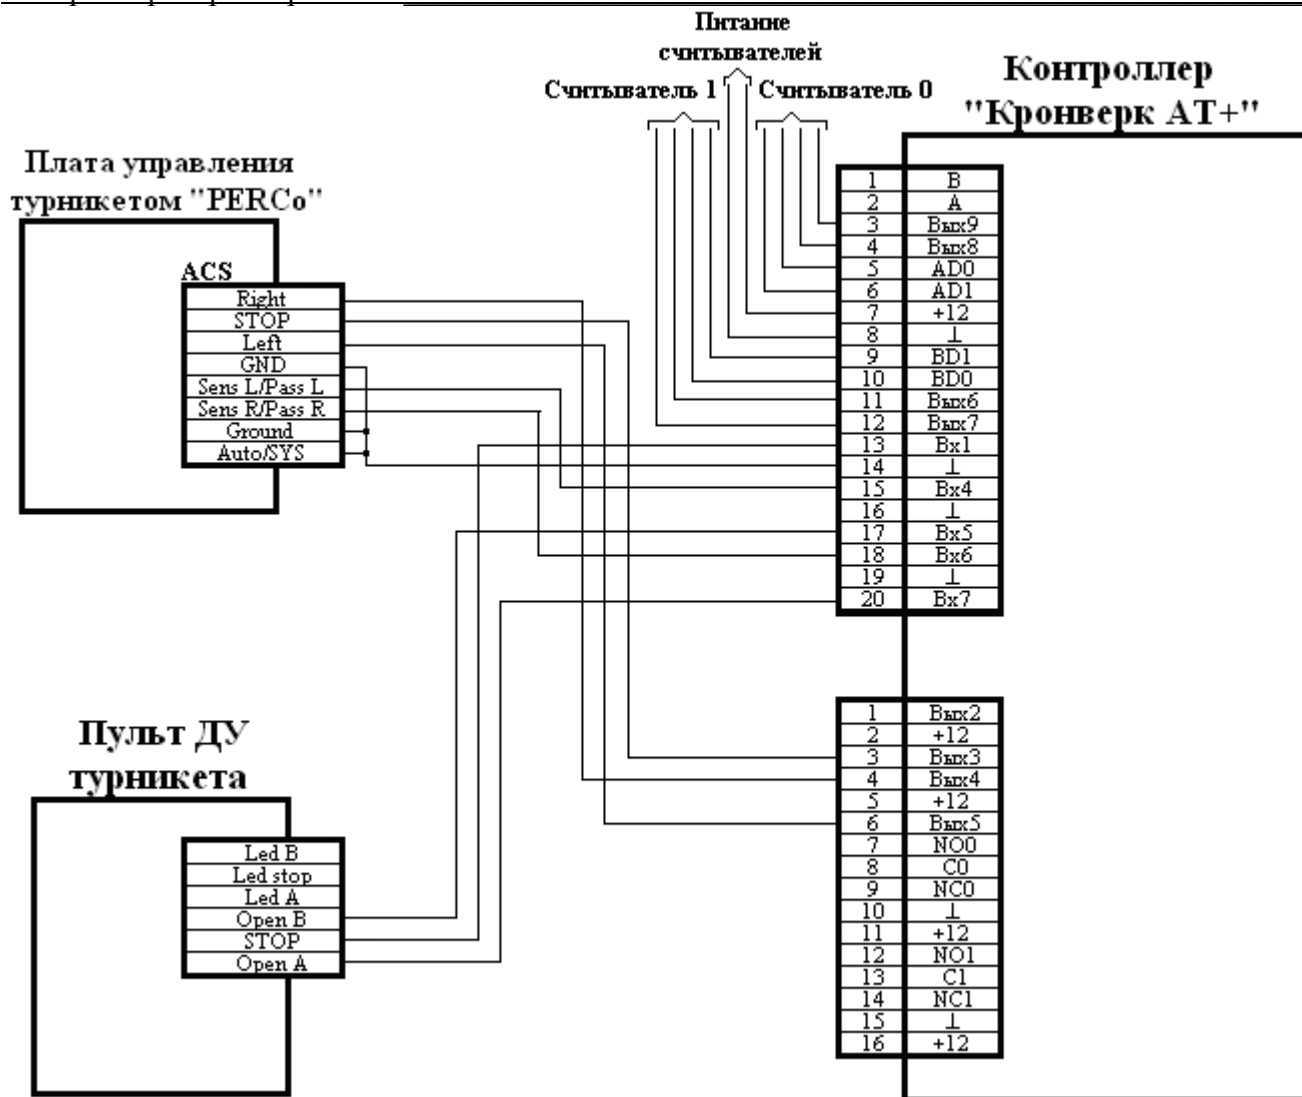 Питание
считывателей
Считыватель 1
Считыватель 0
Контроллер
"Кронверк АТ+"
Плата управления
турникетом "PERCo"
ACS
Right
STOP
Left
GND
Sens L/Pass L
Sens R/Pass R
Ground
Auto/SYS
1 B
2 A
3 Вых9
4 Вых8
5 AD0
6 AD1
7 +12
8 ⊥
9 BD1
10 BD0
11 Вых6
12 Вых7
13 Вх1
14 ⊥
15 Вх4
16 ⊥
17 Вх5
18 Вх6
19 ⊥
20 Вх7
Пульт ДУ
турникета
Led B
Led stop
Led A
Open B
STOP
Open A
1 Вых2
2 +12
3 Вых3
4 Вых4
5 +12
6 Вых5
7 NO0
8 C0
9 NC0
10 ⊥
11 +12
12 NO1
13 C1
14 NC1
15 ⊥
16 +12